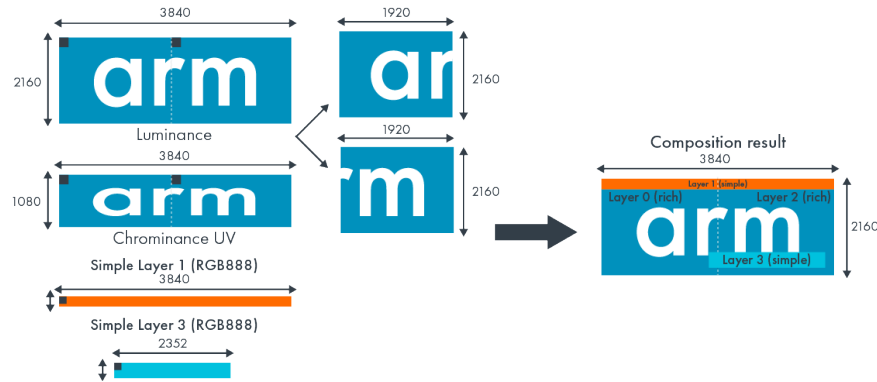 3840
2160
arm
Luminance
3840
1080
arm
Chrominance UV
Simple Layer 1 (RGB888)
3840
Simple Layer 3 (RGB888)
2352
1920
ar
2160
1920
rm
2160
Composition result
3840
Layer 1 (simple)
Layer 0 (rich)
Layer 2 (rich)
arm
2160
Layer 3 (simple)